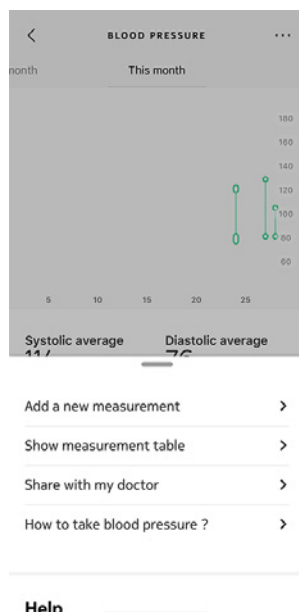 BLOOD PRESSURE
month This month
180
160
140
120
100
80
60
5 10 15 20 25
Systolic average Diastolic average
Add a new measurement
Show measurement table
Share with my doctor
How to take blood pressure ?
Help